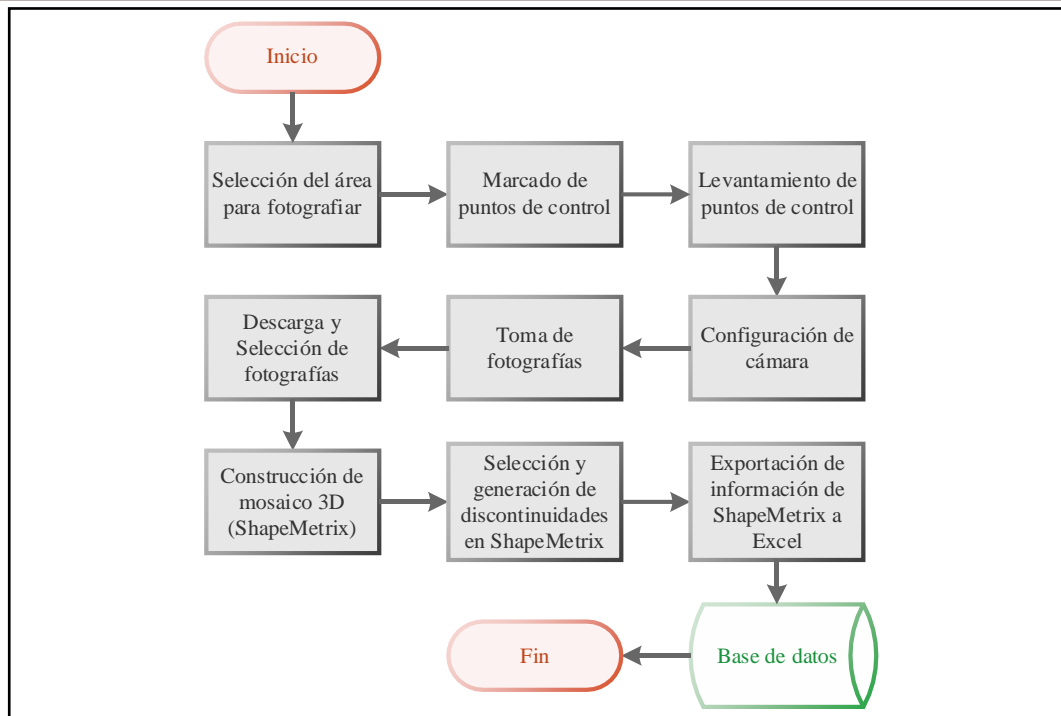 Inicio
Selección del área
para fotografiar
Marcado de
puntos de control
Levantamiento de
puntos de control
Configuración de
cámara
Toma de
fotografías
Descarga y
Selección de
fotografías
Construcción de
mosaico 3D
(ShapeMetrix)
Selección y
generación de
discontinuidades
en ShapeMetrix
Exportación de
información de
ShapeMetrix a
Excel
Base de datos
Fin